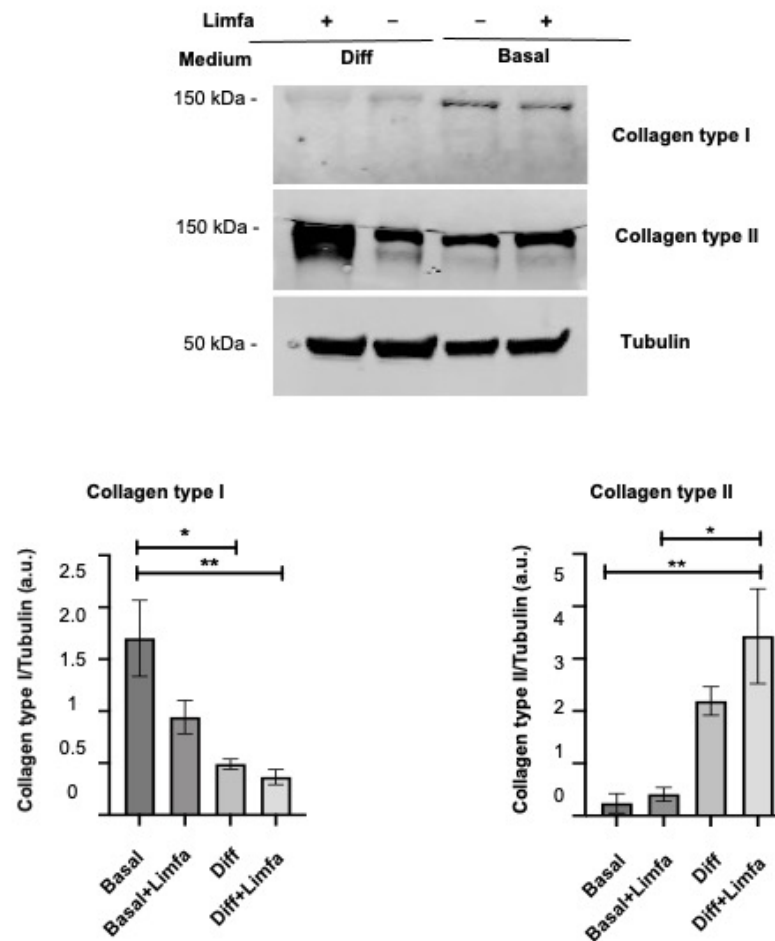 Limfa + – – +
Medium Diff Basal
150 kDa -
Collagen type I
150 kDa -
Collagen type II
50 kDa -
Tubulin
Collagen type I
*
**
Collagen type I/Tubulin (a.u.)
2.5
2.0
1.5
1
0.5
0
Basal
Basal+Limfa
Diff
Diff+Limfa
Collagen type II
*
**
Collagen type II/Tubulin (a.u.)
5
4
3
2
1
0
Basal
Basal+Limfa
Diff
Diff+Limfa